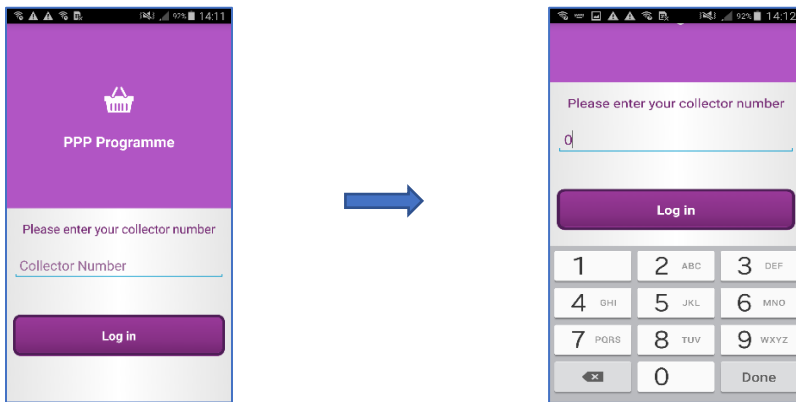 92% 14:11
PPP Programme
Please enter your collector number
Collector Number
Log in
92% 14:12
Please enter your collector number
0
Log in
1
2 ABC
3 DEF
4 GHI
5 JKL
6 MNO
7 PQRS
8 TUV
9 WXYZ
0
Done